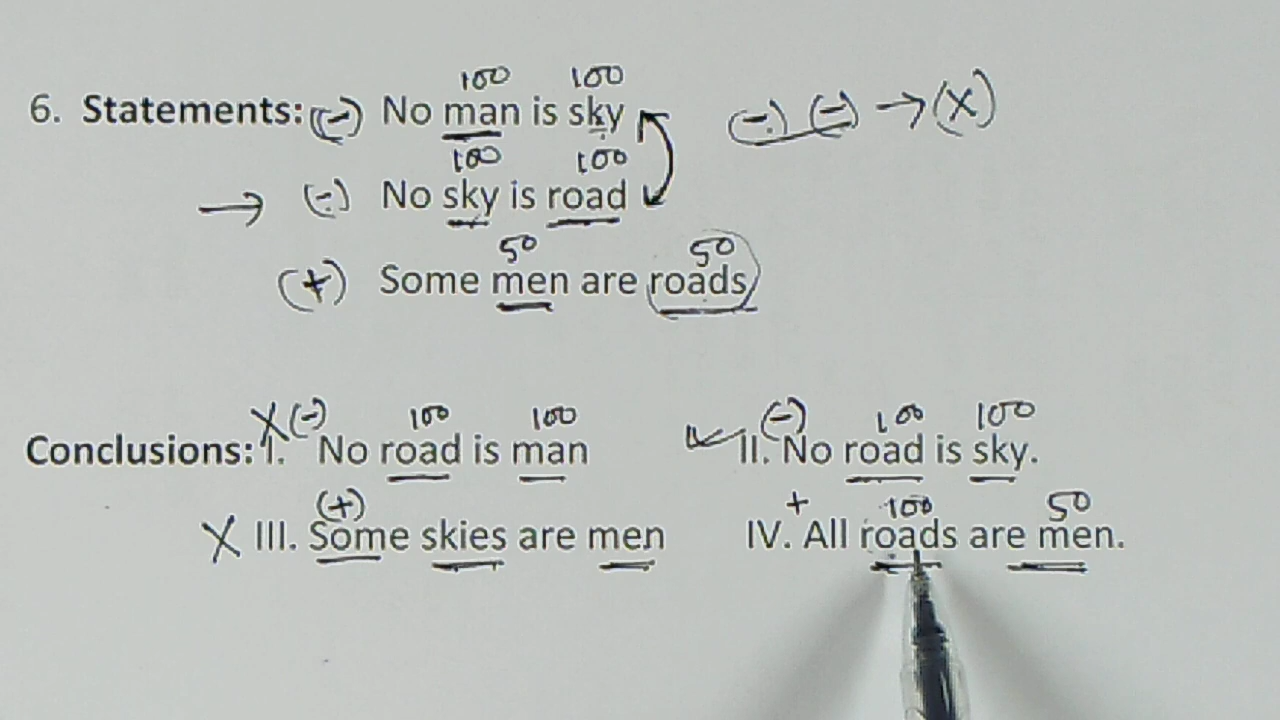 100 100
6. Statements: (-) No man is sky (-) (-) → (X)
100 100
→ (-) No sky is road
50 50
(+) Some men are roads
X (-) 100 100 (-) 100 100
Conclusions: I. No road is man ✓ II. No road is sky.
(+) + 100 50
X III. Some skies are men IV. All roads are men.